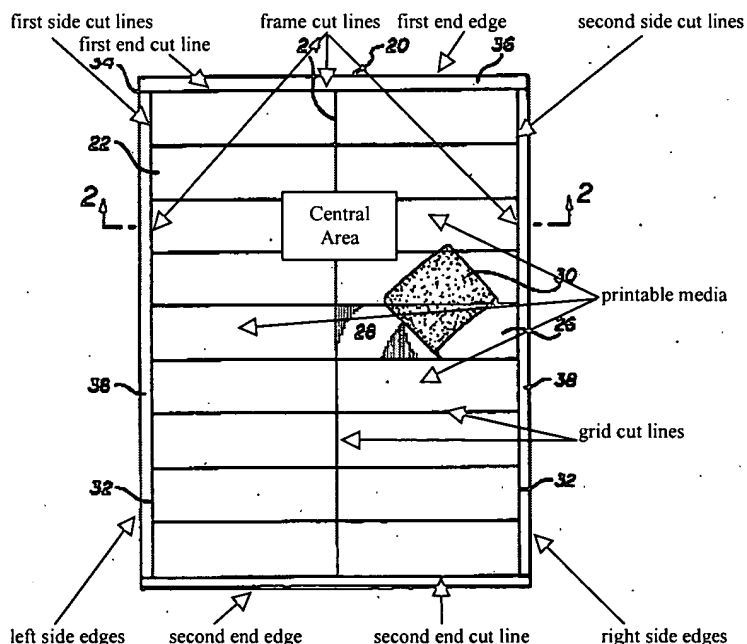 first side cut lines
frame cut lines
first end edge
second side cut lines
first end cut line
2
20
36
34
22
2
2
Central
Area
30
printable media
28
26
38
38
grid cut lines
32
32
left side edges
second end edge
second end cut line
right side edges